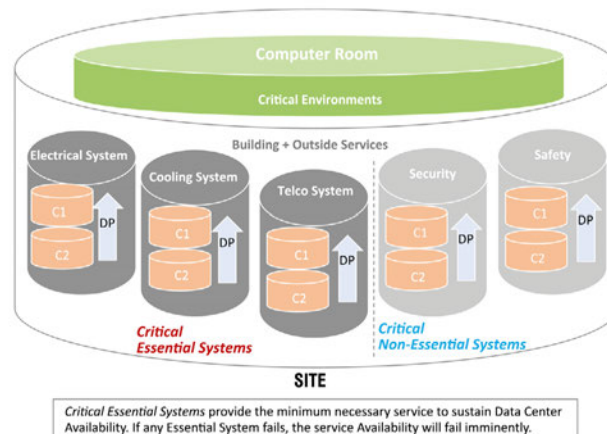 Computer Room
Critical Environments
Building + Outside Services
Electrical System
C1
C2
DP
Cooling System
C1
C2
DP
Telco System
C1
C2
DP
Security
C1
C2
DP
Safety
C1
C2
DP
Critical
Essential Systems
Critical
Non-Essential Systems
SITE
Critical Essential Systems provide the minimum necessary service to sustain Data Center
Availability. If any Essential System fails, the service Availability will fail imminently.